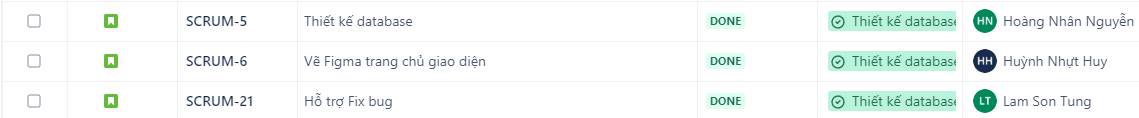 SCRUM-5 Thiết kế database DONE Thiết kế database HN Hoàng Nhân Nguyễn
SCRUM-6 Vẽ Figma trang chủ giao diện DONE Thiết kế database HH Huỳnh Nhựt Huy
SCRUM-21 Hỗ trợ Fix bug DONE Thiết kế database LT Lam Son Tung